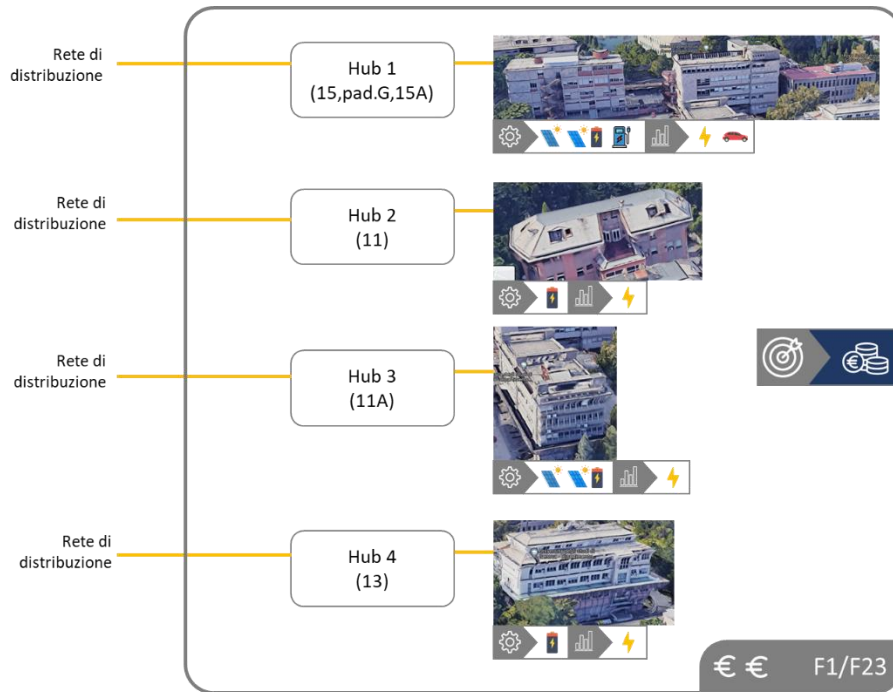 Rete di
distribuzione
Hub 1
(15,pad.G,15A)
Rete di
distribuzione
Hub 2
(11)
Rete di
distribuzione
Hub 3
(11A)
Rete di
distribuzione
Hub 4
(13)
€ €
F1/F23